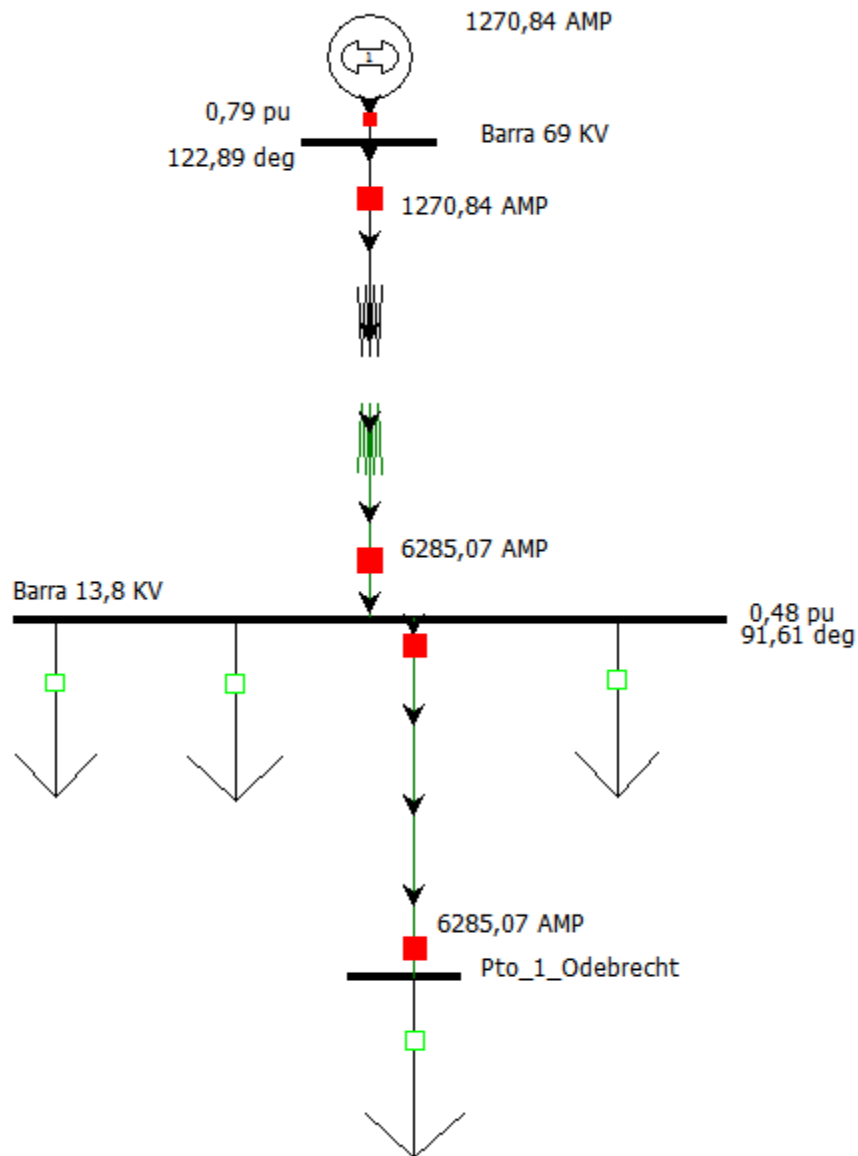 1270,84 AMP
1
0,79 pu
Barra 69 KV
122,89 deg
1270,84 AMP
6285,07 AMP
Barra 13,8 KV
0,48 pu
91,61 deg
6285,07 AMP
Pto_1_Odebrecht